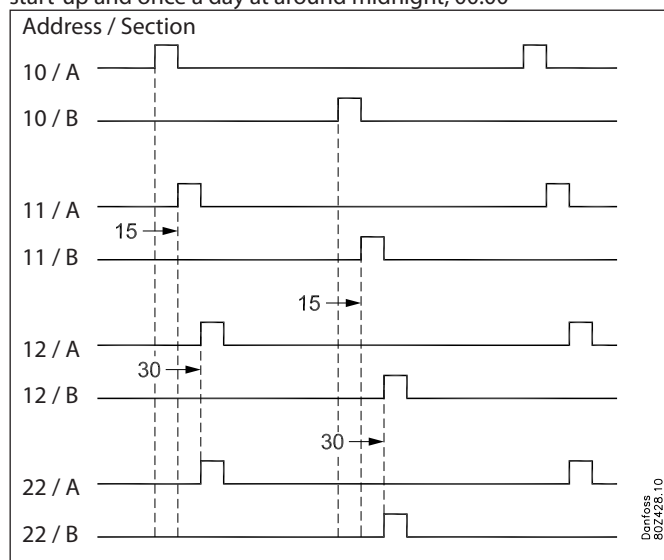 start-up and once a day at around midnight, 00:00
Address / Section
10 / A
10 / B
11 / A
15
11 / B
15
12 / A
30
12 / B
30
22 / A
22 / B
Danfoss
80Z428.10